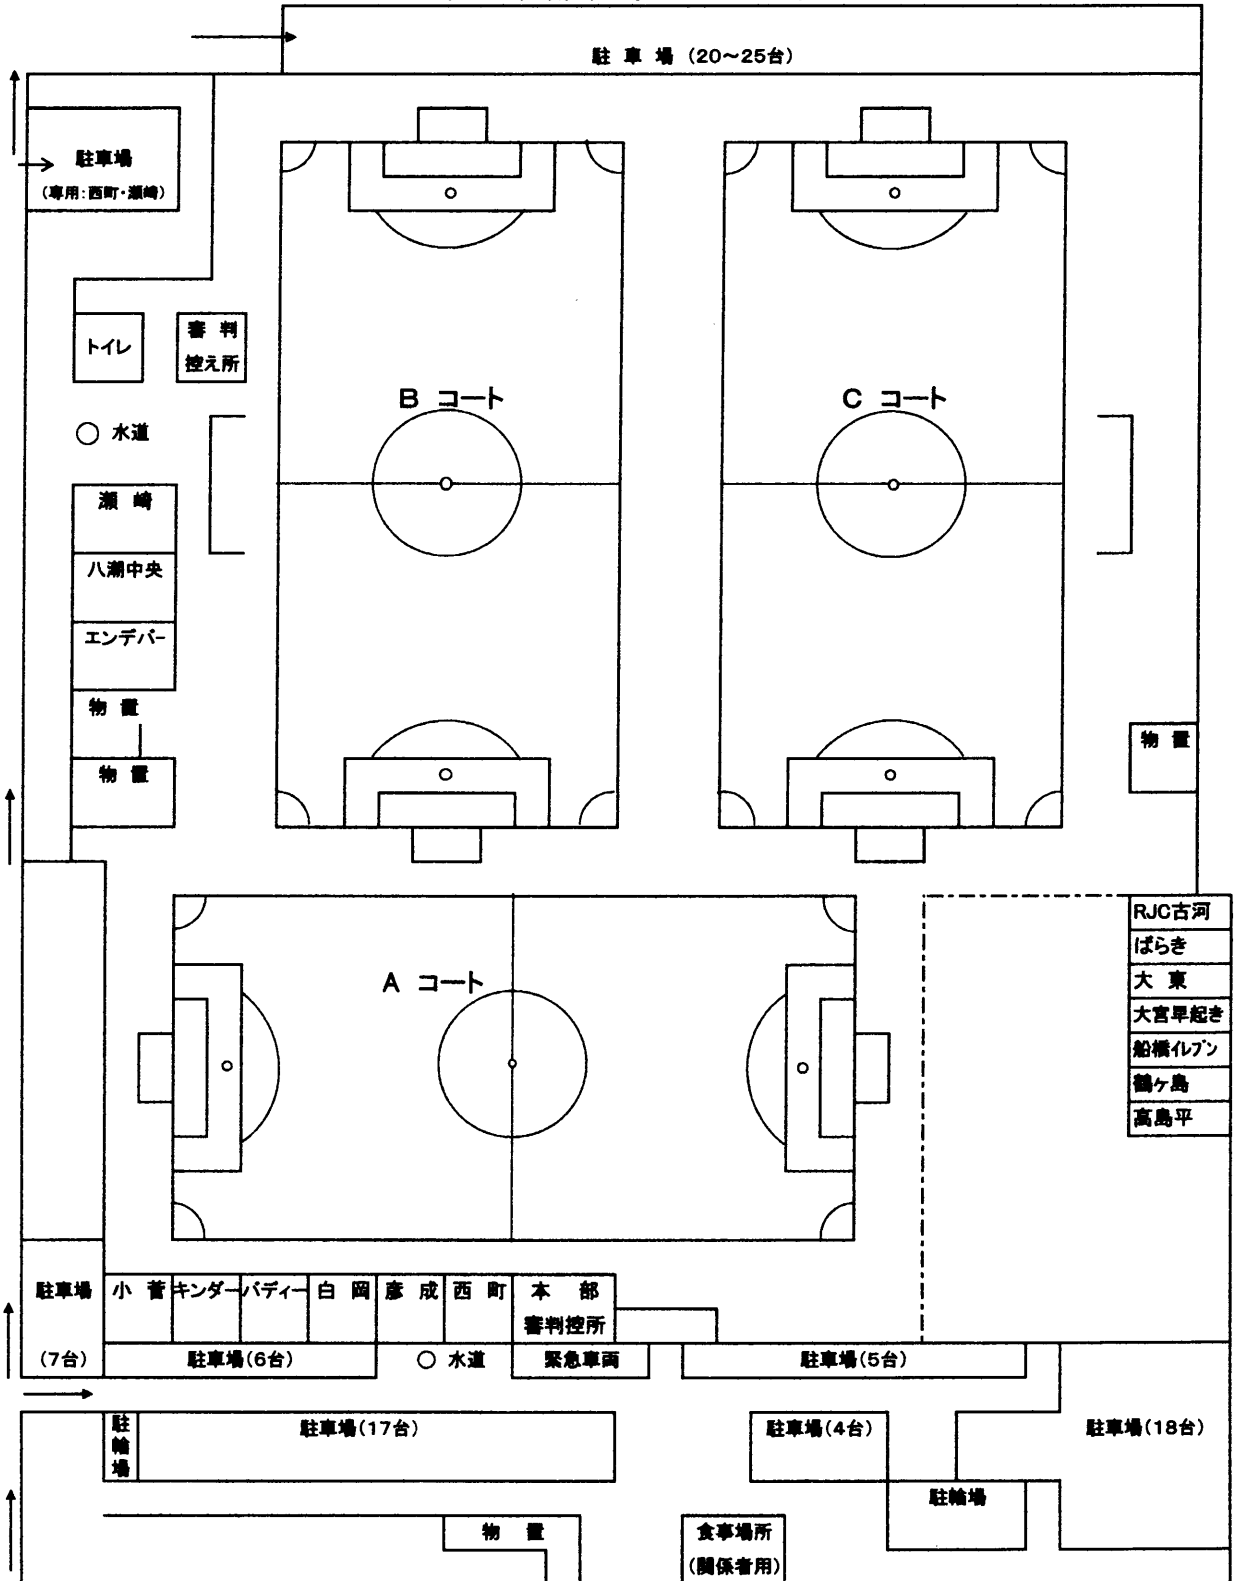 駐 車 場 (20～25台)
駐車場
(専用:西町・瀬崎)
トイレ
審 判
控え所
B コート
C コート
水道
瀬 崎
八潮中央
エンデバー
物 置
物 置
物 置
A コート
RJC古河
ばらき
大 東
大宮早起き
船橋イレブン
鶴ヶ島
高島平
駐車場
(7台)
小 菅
キンダー
バディー
白 岡
彦 成
西 町
本 部
審判控所
駐車場(6台)
水道
緊急車両
駐車場(5台)
駐輪場
駐車場(17台)
駐車場(4台)
駐車場(18台)
駐輪場
物 置
食事場所
(関係者用)